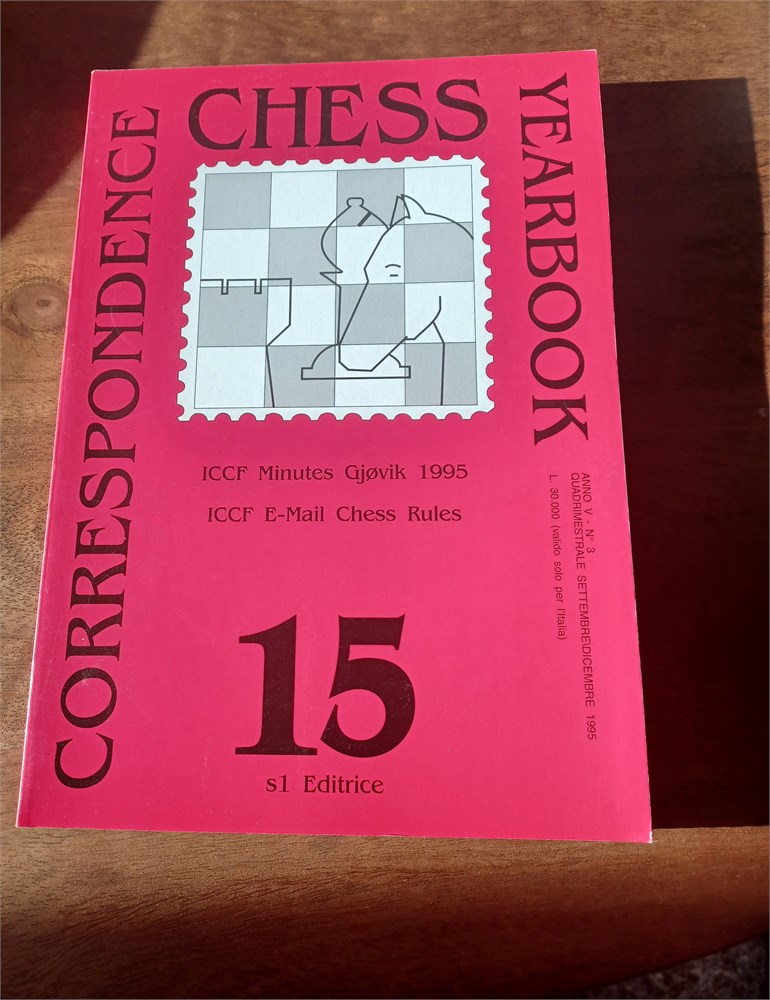 CORRESPONDENCE
CHESS
YEARBOOK
ICCF Minutes Gjøvik 1995
ICCF E-Mail Chess Rules
ANNO V - N° 3
QUADRIMESTRALE SETTEMBRE\DICEMBRE 1995
L. 30.000 (valido solo per l'Italia)
15
s1 Editrice